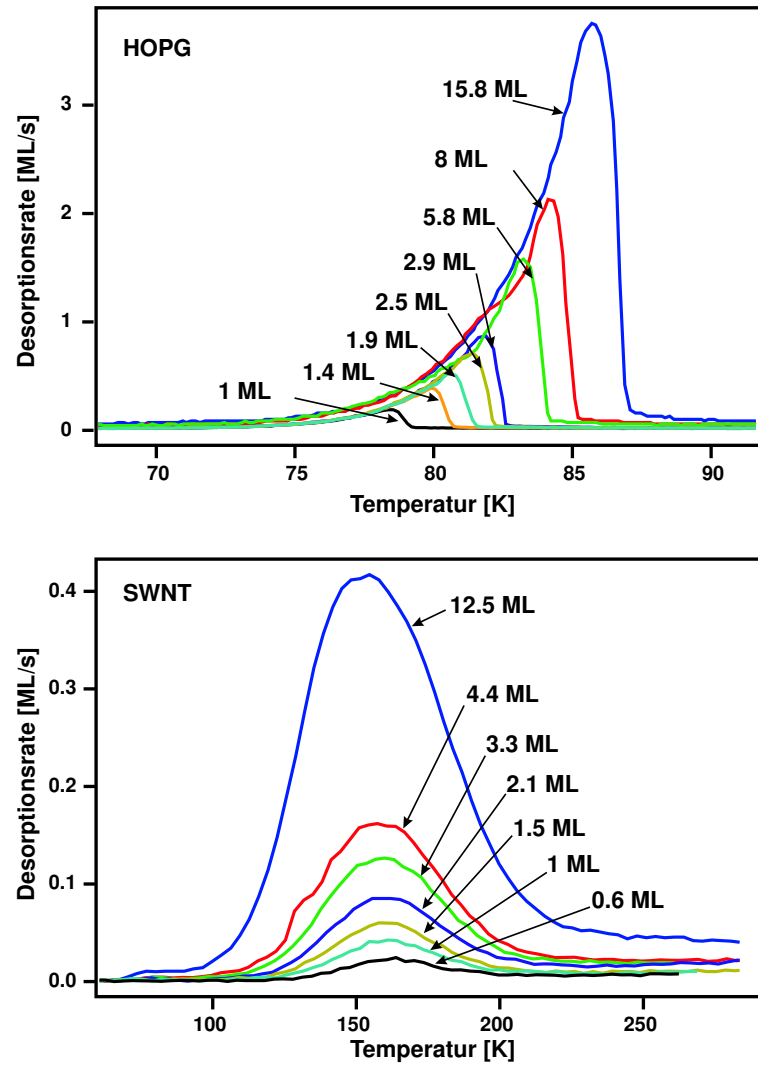 HOPG
Desorptionsrate [ML/s]
3
2
1
0
15.8 ML
8 ML
5.8 ML
2.9 ML
2.5 ML
1.9 ML
1.4 ML
1 ML
70 75 80 85 90
Temperatur [K]
SWNT
Desorptionsrate [ML/s]
0.4
0.3
0.2
0.1
0.0
12.5 ML
4.4 ML
3.3 ML
2.1 ML
1.5 ML
1 ML
0.6 ML
100 150 200 250
Temperatur [K]